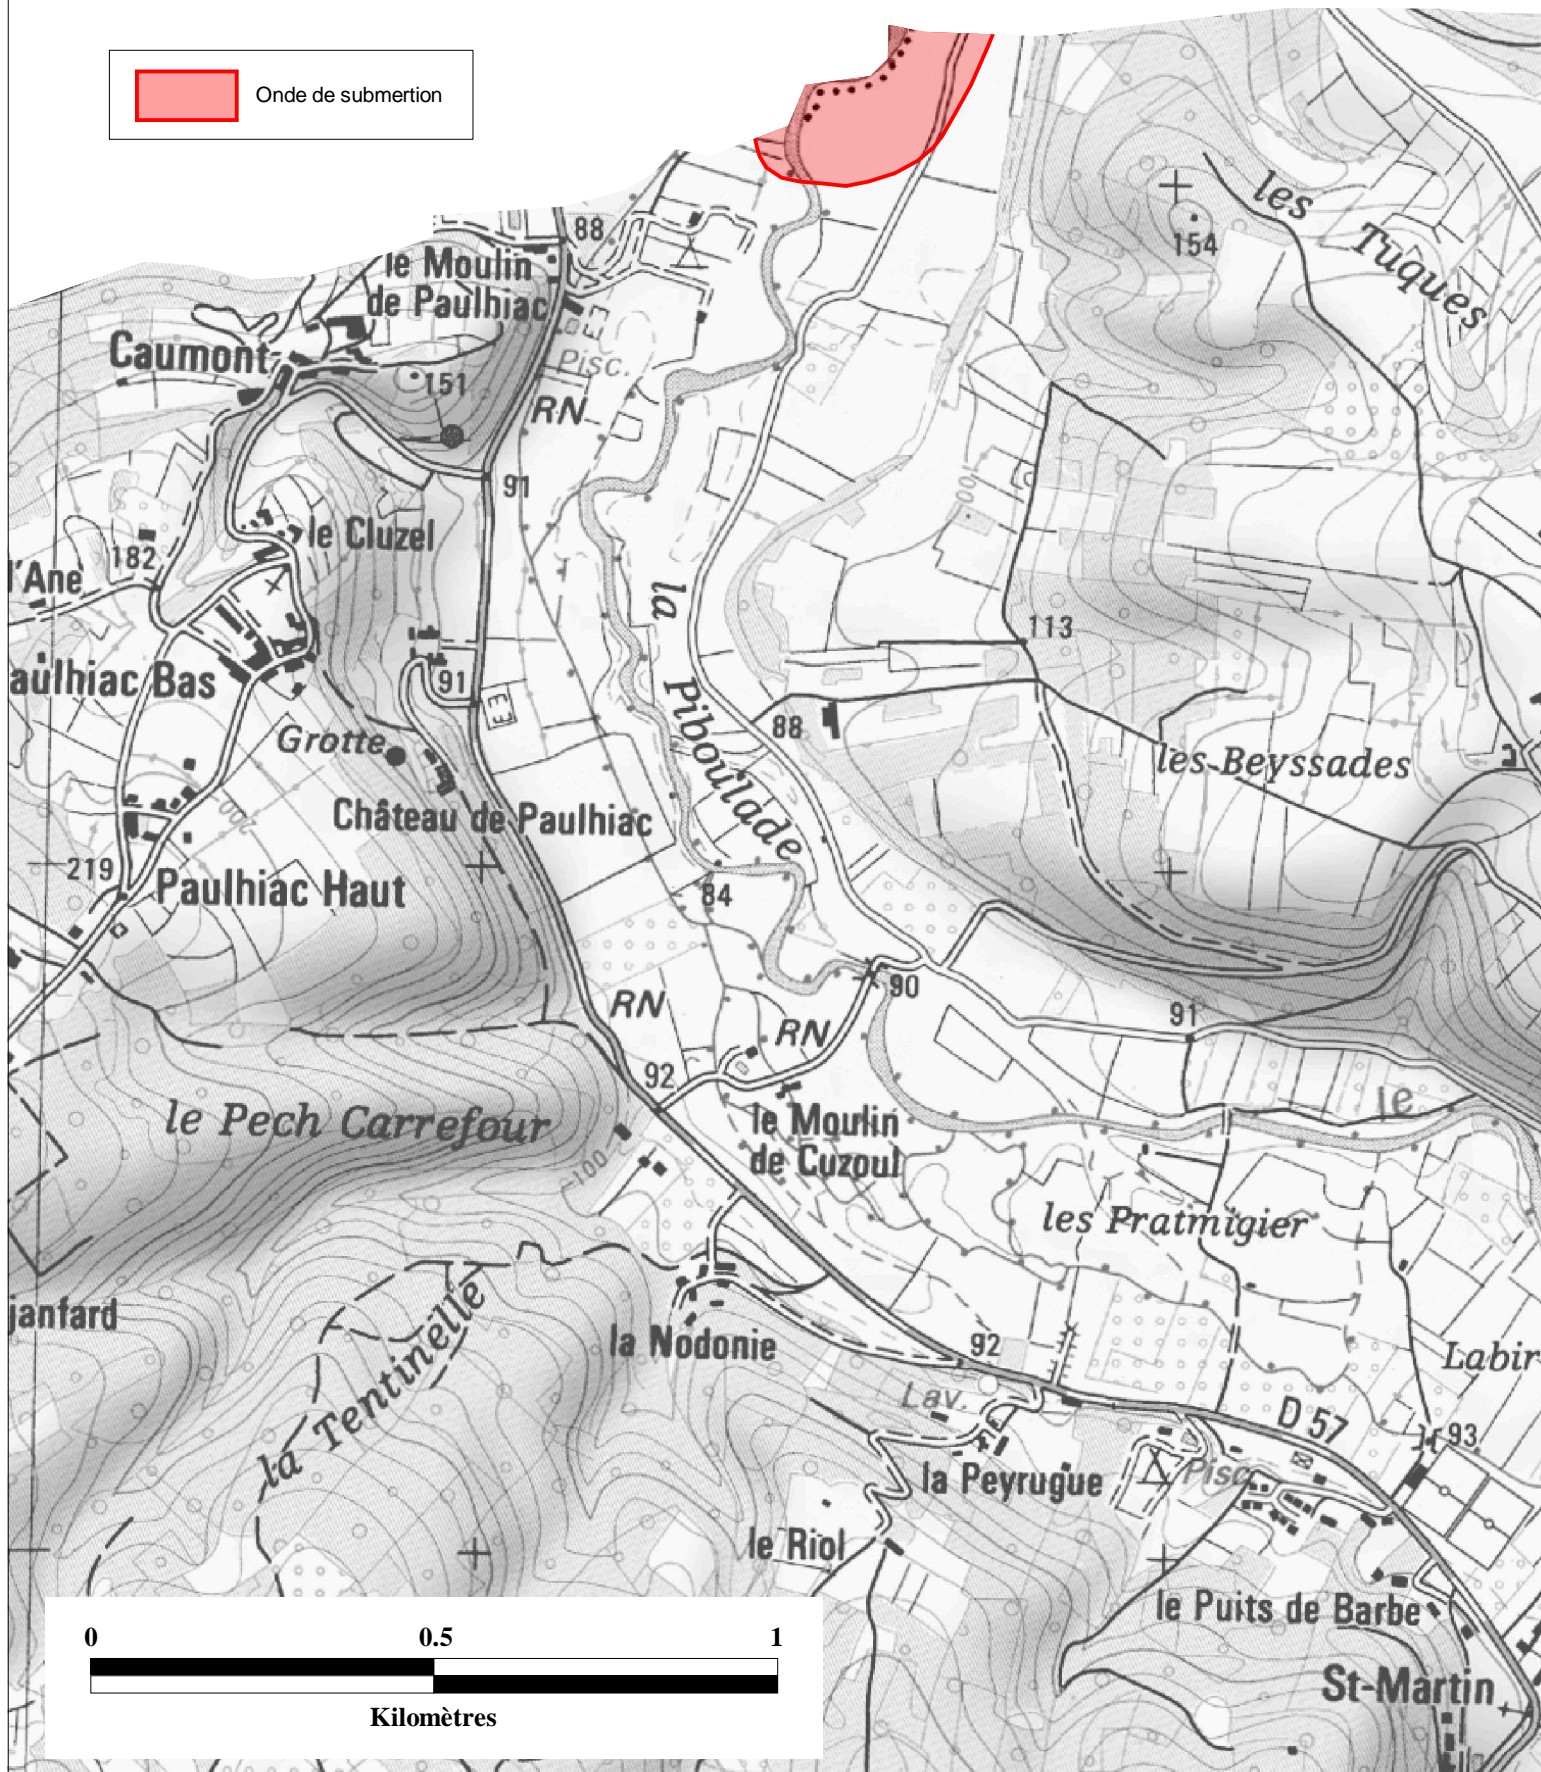 Onde de submertion
les
Tuques
154
88
le Moulin
de Paulhiac
Caumont
151
Pisc.
RN
91
100
le Cluzel
182
l'Ane
la
Piboulade
113
aulhiac Bas
91
88
Grotte
les Beyssades
Château de Paulhiac
200
219
Paulhiac Haut
84
90
RN
RN
91
92
le
le Pech Carrefour
le Moulin
de Cuzoul
100
les Pratmigier
janfard
la Tentinelle
la Nodonie
92
Labir
Lav.
D 57
93
la Peyrugue
Pisc.
le Riol
le Puits de Barbe
0 0.5 1
Kilomètres
St-Martin